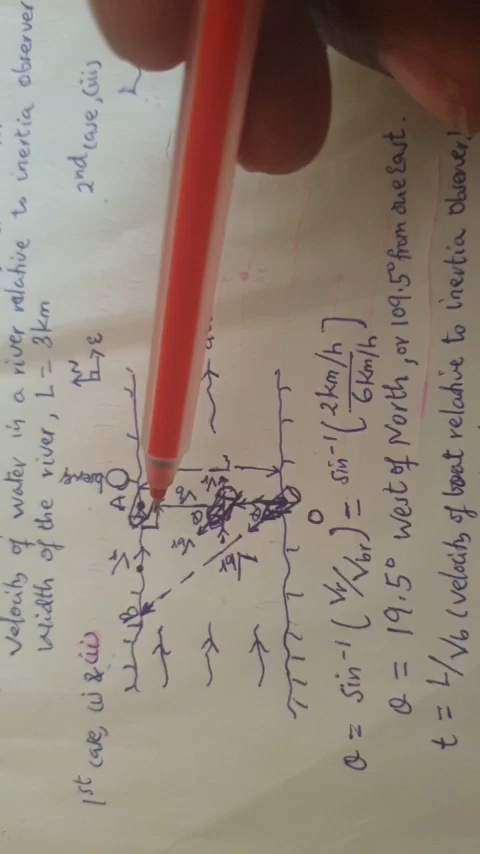 Velocity of water in a river relative to inertia observer
Width of the river, L = 3km
1st case, (i) & (ii)
2nd case, (iii)
N
E
A
B
O
θ = Sin⁻¹ (Vr/Vbr) = Sin⁻¹ (2km/h / 6km/h)
θ = 19.5° West of North, or 109.5° from due East.
t = L/Vb (velocity of boat relative to inertia observer)